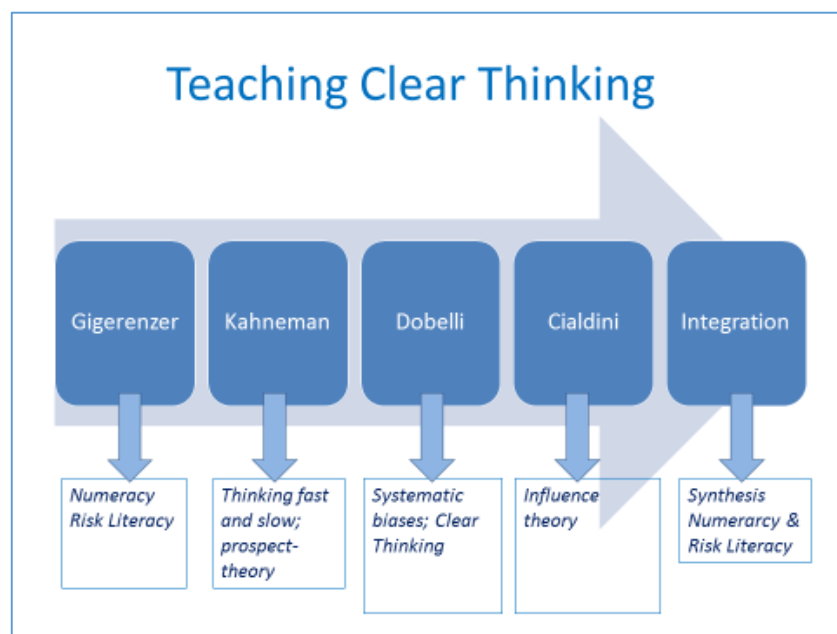 Teaching Clear Thinking
Gigerenzer
Kahneman
Dobelli
Cialdini
Integration
Numeracy
Risk Literacy
Thinking fast
and slow;
prospect-
theory
Systematic
biases; Clear
Thinking
Influence
theory
Synthesis
Numerarcy &
Risk Literacy